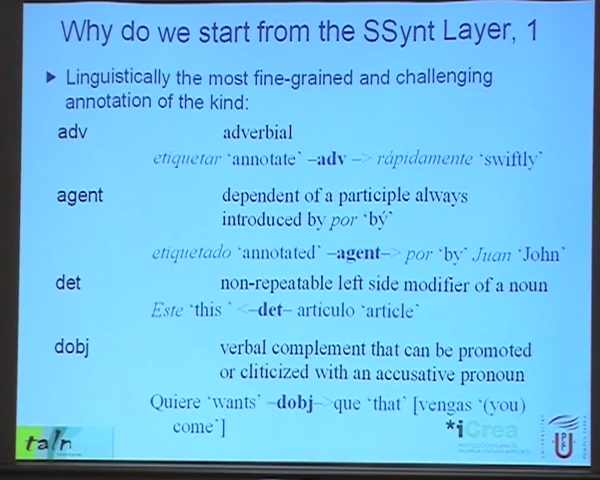 Why do we start from the SSynt Layer, 1
Linguistically the most fine-grained and challenging
annotation of the kind:
adv adverbial
etiquetar `annotate` –adv –> rápidamente `swiftly`
agent dependent of a participle always
introduced by por `by`
etiquetado `annotated` –agent–> por `by` Juan `John`
det non-repeatable left side modifier of a noun
Este `this ` <–det– artículo `article`
dobj verbal complement that can be promoted
or cliticized with an accusative pronoun
Quiere `wants` –dobj–>que `that` [vengas `(you)
come`]
taln
*iCrea
UPF